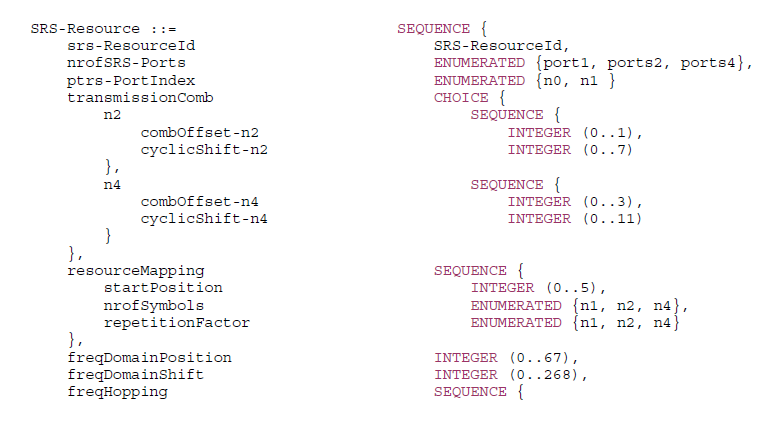 SRS-Resource ::= SEQUENCE {
srs-ResourceId SRS-ResourceId,
nrofSRS-Ports ENUMERATED {port1, ports2, ports4},
ptrs-PortIndex ENUMERATED {n0, n1 }
transmissionComb CHOICE {
n2 SEQUENCE {
combOffset-n2 INTEGER (0..1),
cyclicShift-n2 INTEGER (0..7)
},
n4 SEQUENCE {
combOffset-n4 INTEGER (0..3),
cyclicShift-n4 INTEGER (0..11)
}
},
resourceMapping SEQUENCE {
startPosition INTEGER (0..5),
nrofSymbols ENUMERATED {n1, n2, n4},
repetitionFactor ENUMERATED {n1, n2, n4}
},
freqDomainPosition INTEGER (0..67),
freqDomainShift INTEGER (0..268),
freqHopping SEQUENCE {